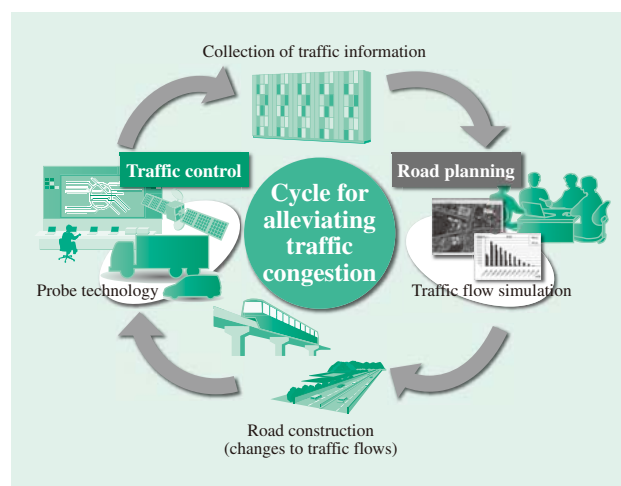 Collection of traffic information
Traffic control
Road planning
Cycle for
alleviating
traffic
congestion
Probe technology
Traffic flow simulation
Road construction
(changes to traffic flows)